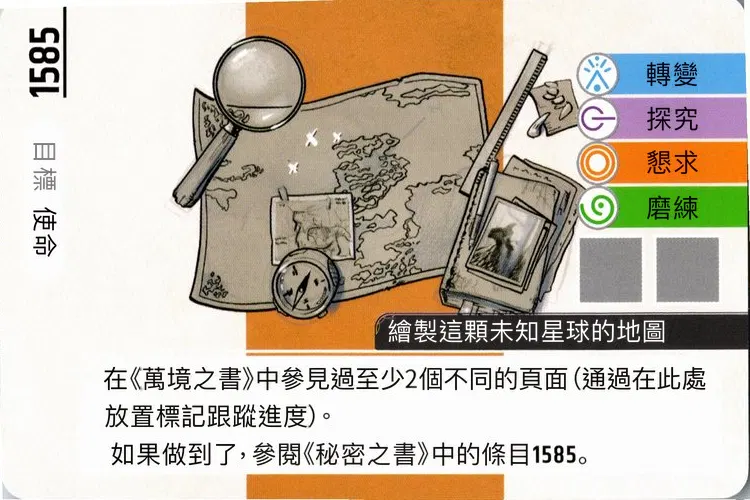 1585
目標 使命
轉變
探究
懇求
磨練
繪製這顆未知星球的地圖
在《萬境之書》中參見過至少2個不同的頁面(通過在此處
放置標記跟蹤進度)。
如果做到了,參閱《秘密之書》中的條目1585。